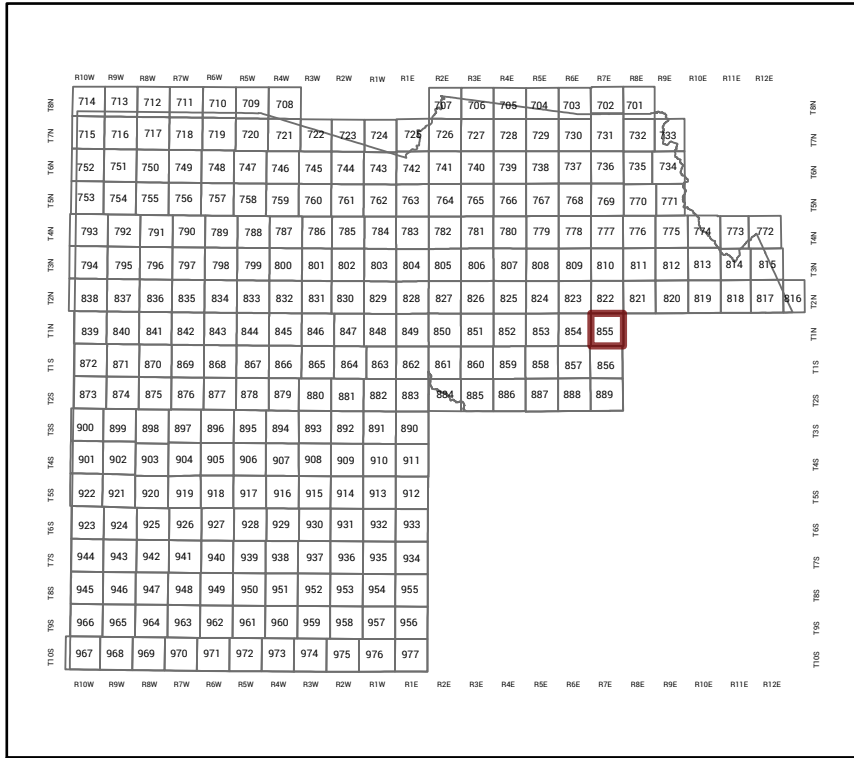 R10W R9W R8W R7W R6W R5W R4W R3W R2W R1W R1E R2E R3E R4E R5E R6E R7E R8E R9E R10E R11E R12E
T8N 714 713 712 711 710 709 708 707 706 705 704 703 702 701 T8N
T7N 715 716 717 718 719 720 721 722 723 724 725 726 727 728 729 730 731 732 733 T7N
T6N 752 751 750 749 748 747 746 745 744 743 742 741 740 739 738 737 736 735 734 T6N
T5N 753 754 755 756 757 758 759 760 761 762 763 764 765 766 767 768 769 770 771 T5N
T4N 793 792 791 790 789 788 787 786 785 784 783 782 781 780 779 778 777 776 775 774 773 772 T4N
T3N 794 795 796 797 798 799 800 801 802 803 804 805 806 807 808 809 810 811 812 813 814 815 T3N
T2N 838 837 836 835 834 833 832 831 830 829 828 827 826 825 824 823 822 821 820 819 818 817 816 T2N
T1N 839 840 841 842 843 844 845 846 847 848 849 850 851 852 853 854 855 T1N
T1S 872 871 870 869 868 867 866 865 864 863 862 861 860 859 858 857 856 T1S
T2S 873 874 875 876 877 878 879 880 881 882 883 884 885 886 887 888 889 T2S
T3S 900 899 898 897 896 895 894 893 892 891 890 T3S
T4S 901 902 903 904 905 906 907 908 909 910 911 T4S
T5S 922 921 920 919 918 917 916 915 914 913 912 T5S
T6S 923 924 925 926 927 928 929 930 931 932 933 T6S
T7S 944 943 942 941 940 939 938 937 936 935 934 T7S
T8S 945 946 947 948 949 950 951 952 953 954 955 T8S
T9S 966 965 964 963 962 961 960 959 958 957 956 T9S
T10S 967 968 969 970 971 972 973 974 975 976 977 T10S
R10W R9W R8W R7W R6W R5W R4W R3W R2W R1W R1E R2E R3E R4E R5E R6E R7E R8E R9E R10E R11E R12E